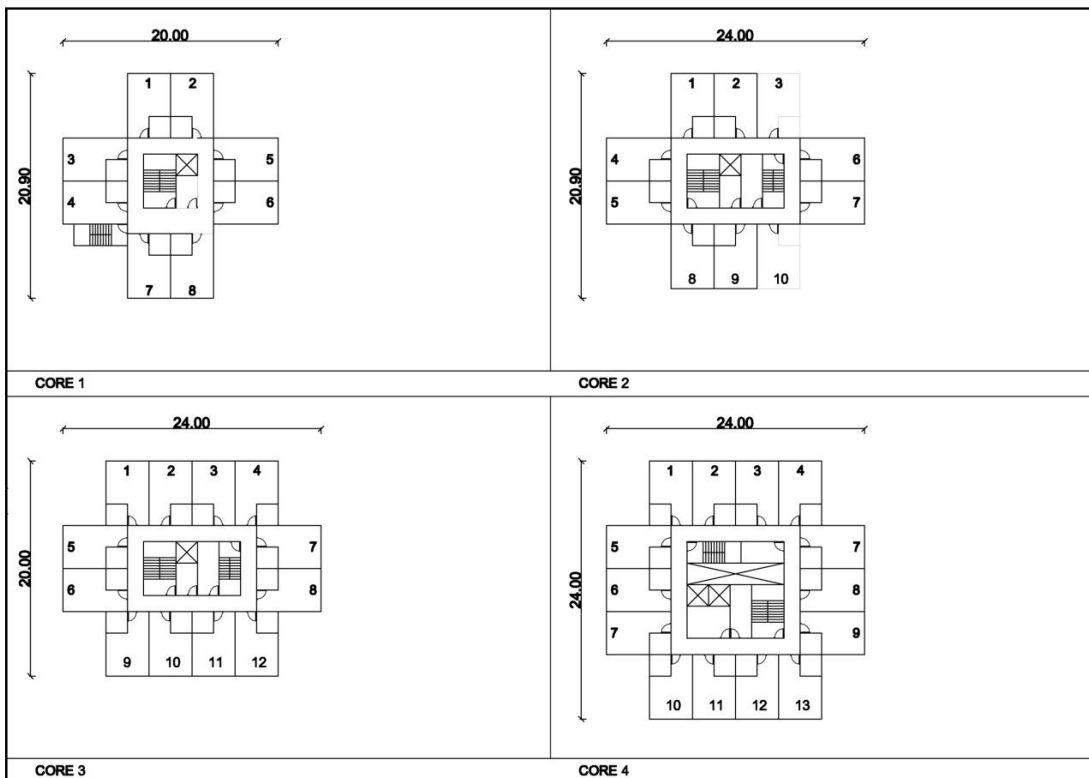 20.00
20.90
1 2
3 5
4 6
7 8
CORE 1
24.00
20.90
1 2 3
4 6
5 7
8 9 10
CORE 2
24.00
20.00
1 2 3 4
5 7
6 8
9 10 11 12
CORE 3
24.00
24.00
1 2 3 4
5 7
6 8
7 9
10 11 12 13
CORE 4